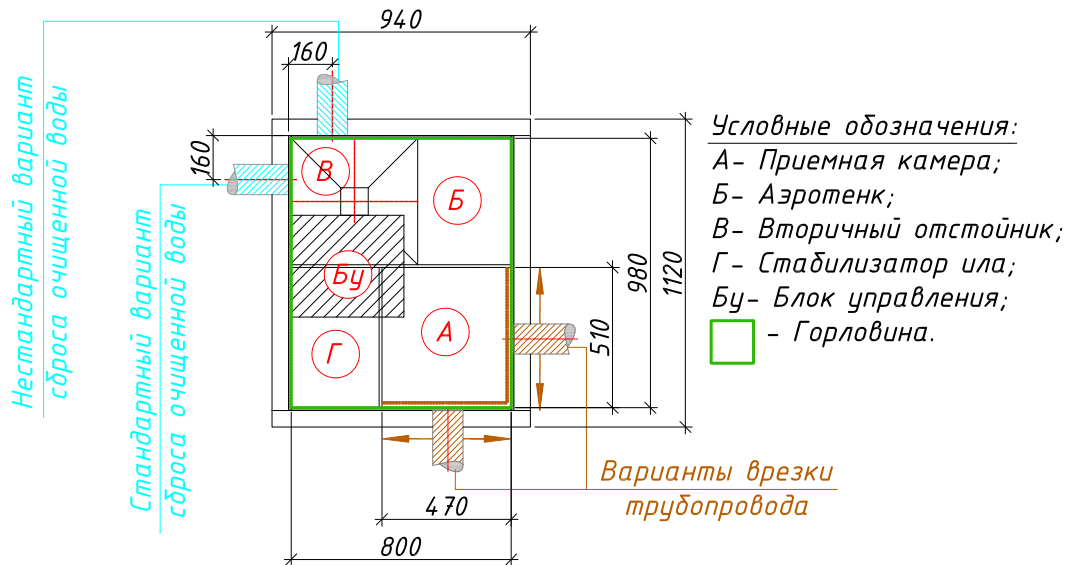 940
160
Нестандартный вариант
сброса очищенной воды
160
Стандартный вариант
сброса очищенной воды
В
Б
Бу
А
Г
980
1120
510
470
800
Варианты врезки
трубопровода
Условные обозначения:
А- Приемная камера;
Б- Аэротенк;
В- Вторичный отстойник;
Г- Стабилизатор ила;
Бу- Блок управления;
- Горловина.